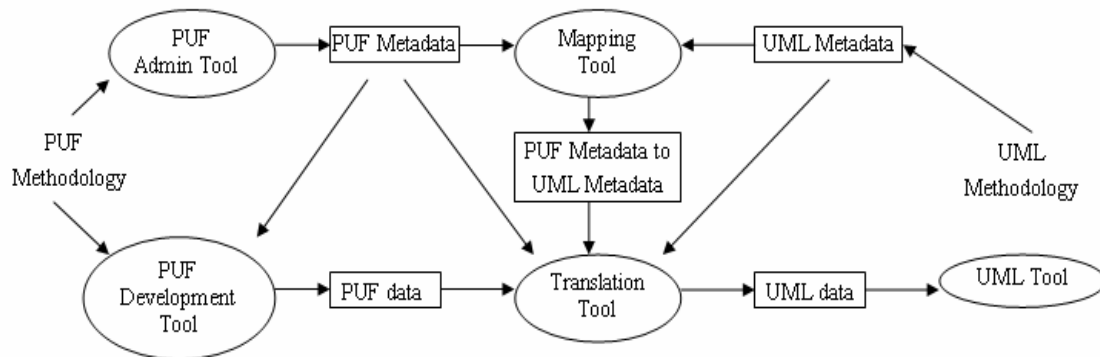 PUF
Admin Tool
PUF Metadata
Mapping
Tool
UML Metadata
PUF
Methodology
PUF Metadata to
UML Metadata
UML
Methodology
PUF
Development
Tool
PUF data
Translation
Tool
UML data
UML Tool